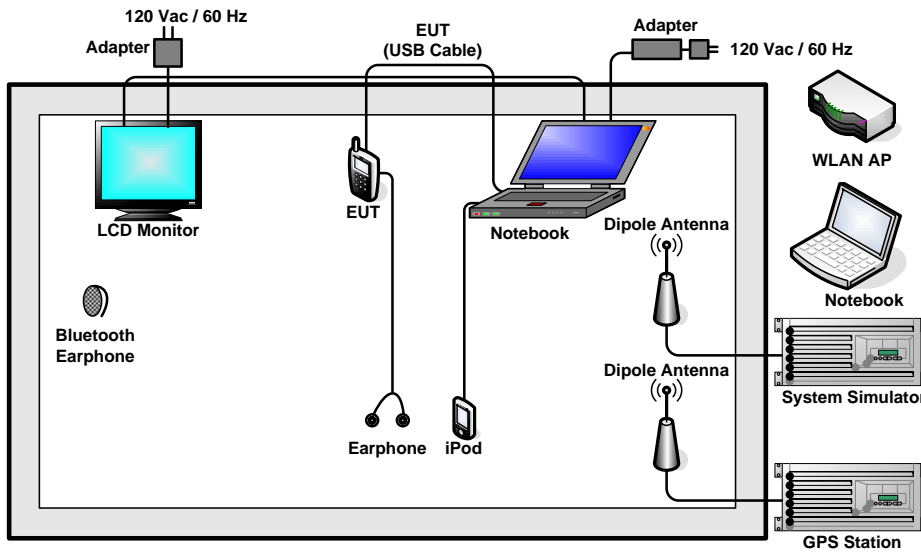 120 Vac / 60 Hz
Adapter
EUT
(USB Cable)
Adapter
120 Vac / 60 Hz
WLAN AP
LCD Monitor
EUT
Notebook
Dipole Antenna
Notebook
Bluetooth
Earphone
System Simulator
Dipole Antenna
Earphone
iPod
GPS Station